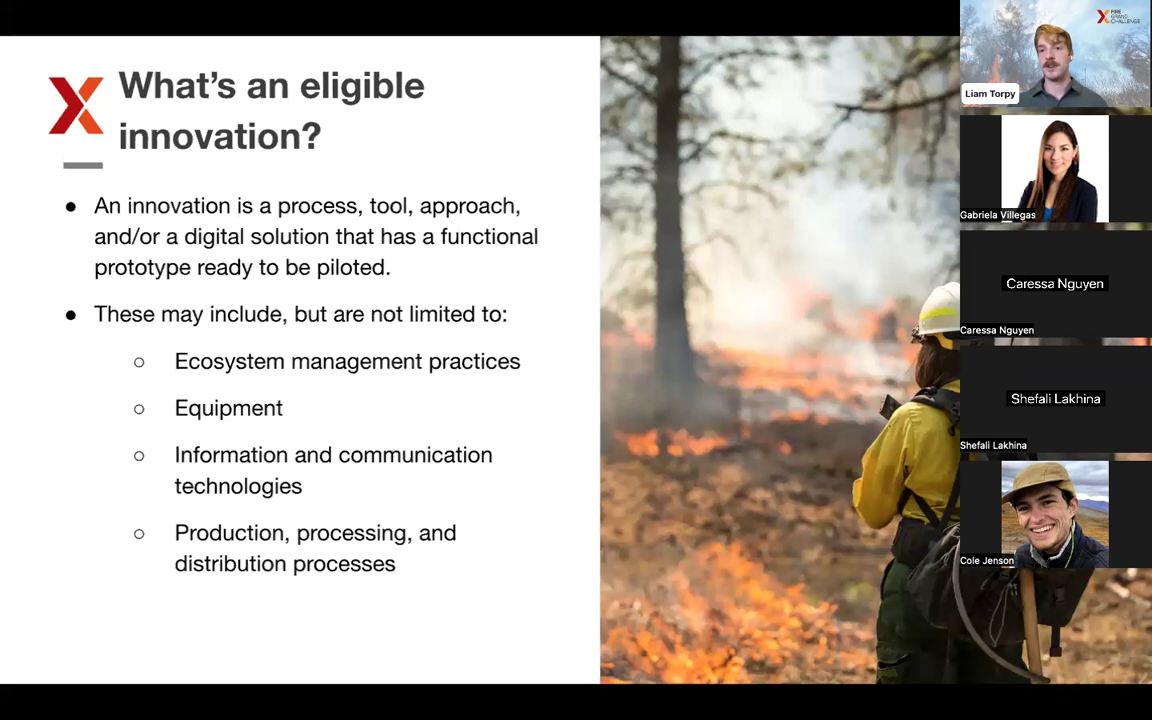 What's an eligible
innovation?
● An innovation is a process, tool, approach,
and/or a digital solution that has a functional
prototype ready to be piloted.
● These may include, but are not limited to:
○ Ecosystem management practices
○ Equipment
○ Information and communication
technologies
○ Production, processing, and
distribution processes
FIRE
GRAND
CHALLENGE
Liam Torpy
Gabriela Villegas
Caressa Nguyen
Caressa Nguyen
Shefali Lakhina
Shefali Lakhina
Cole Jenson